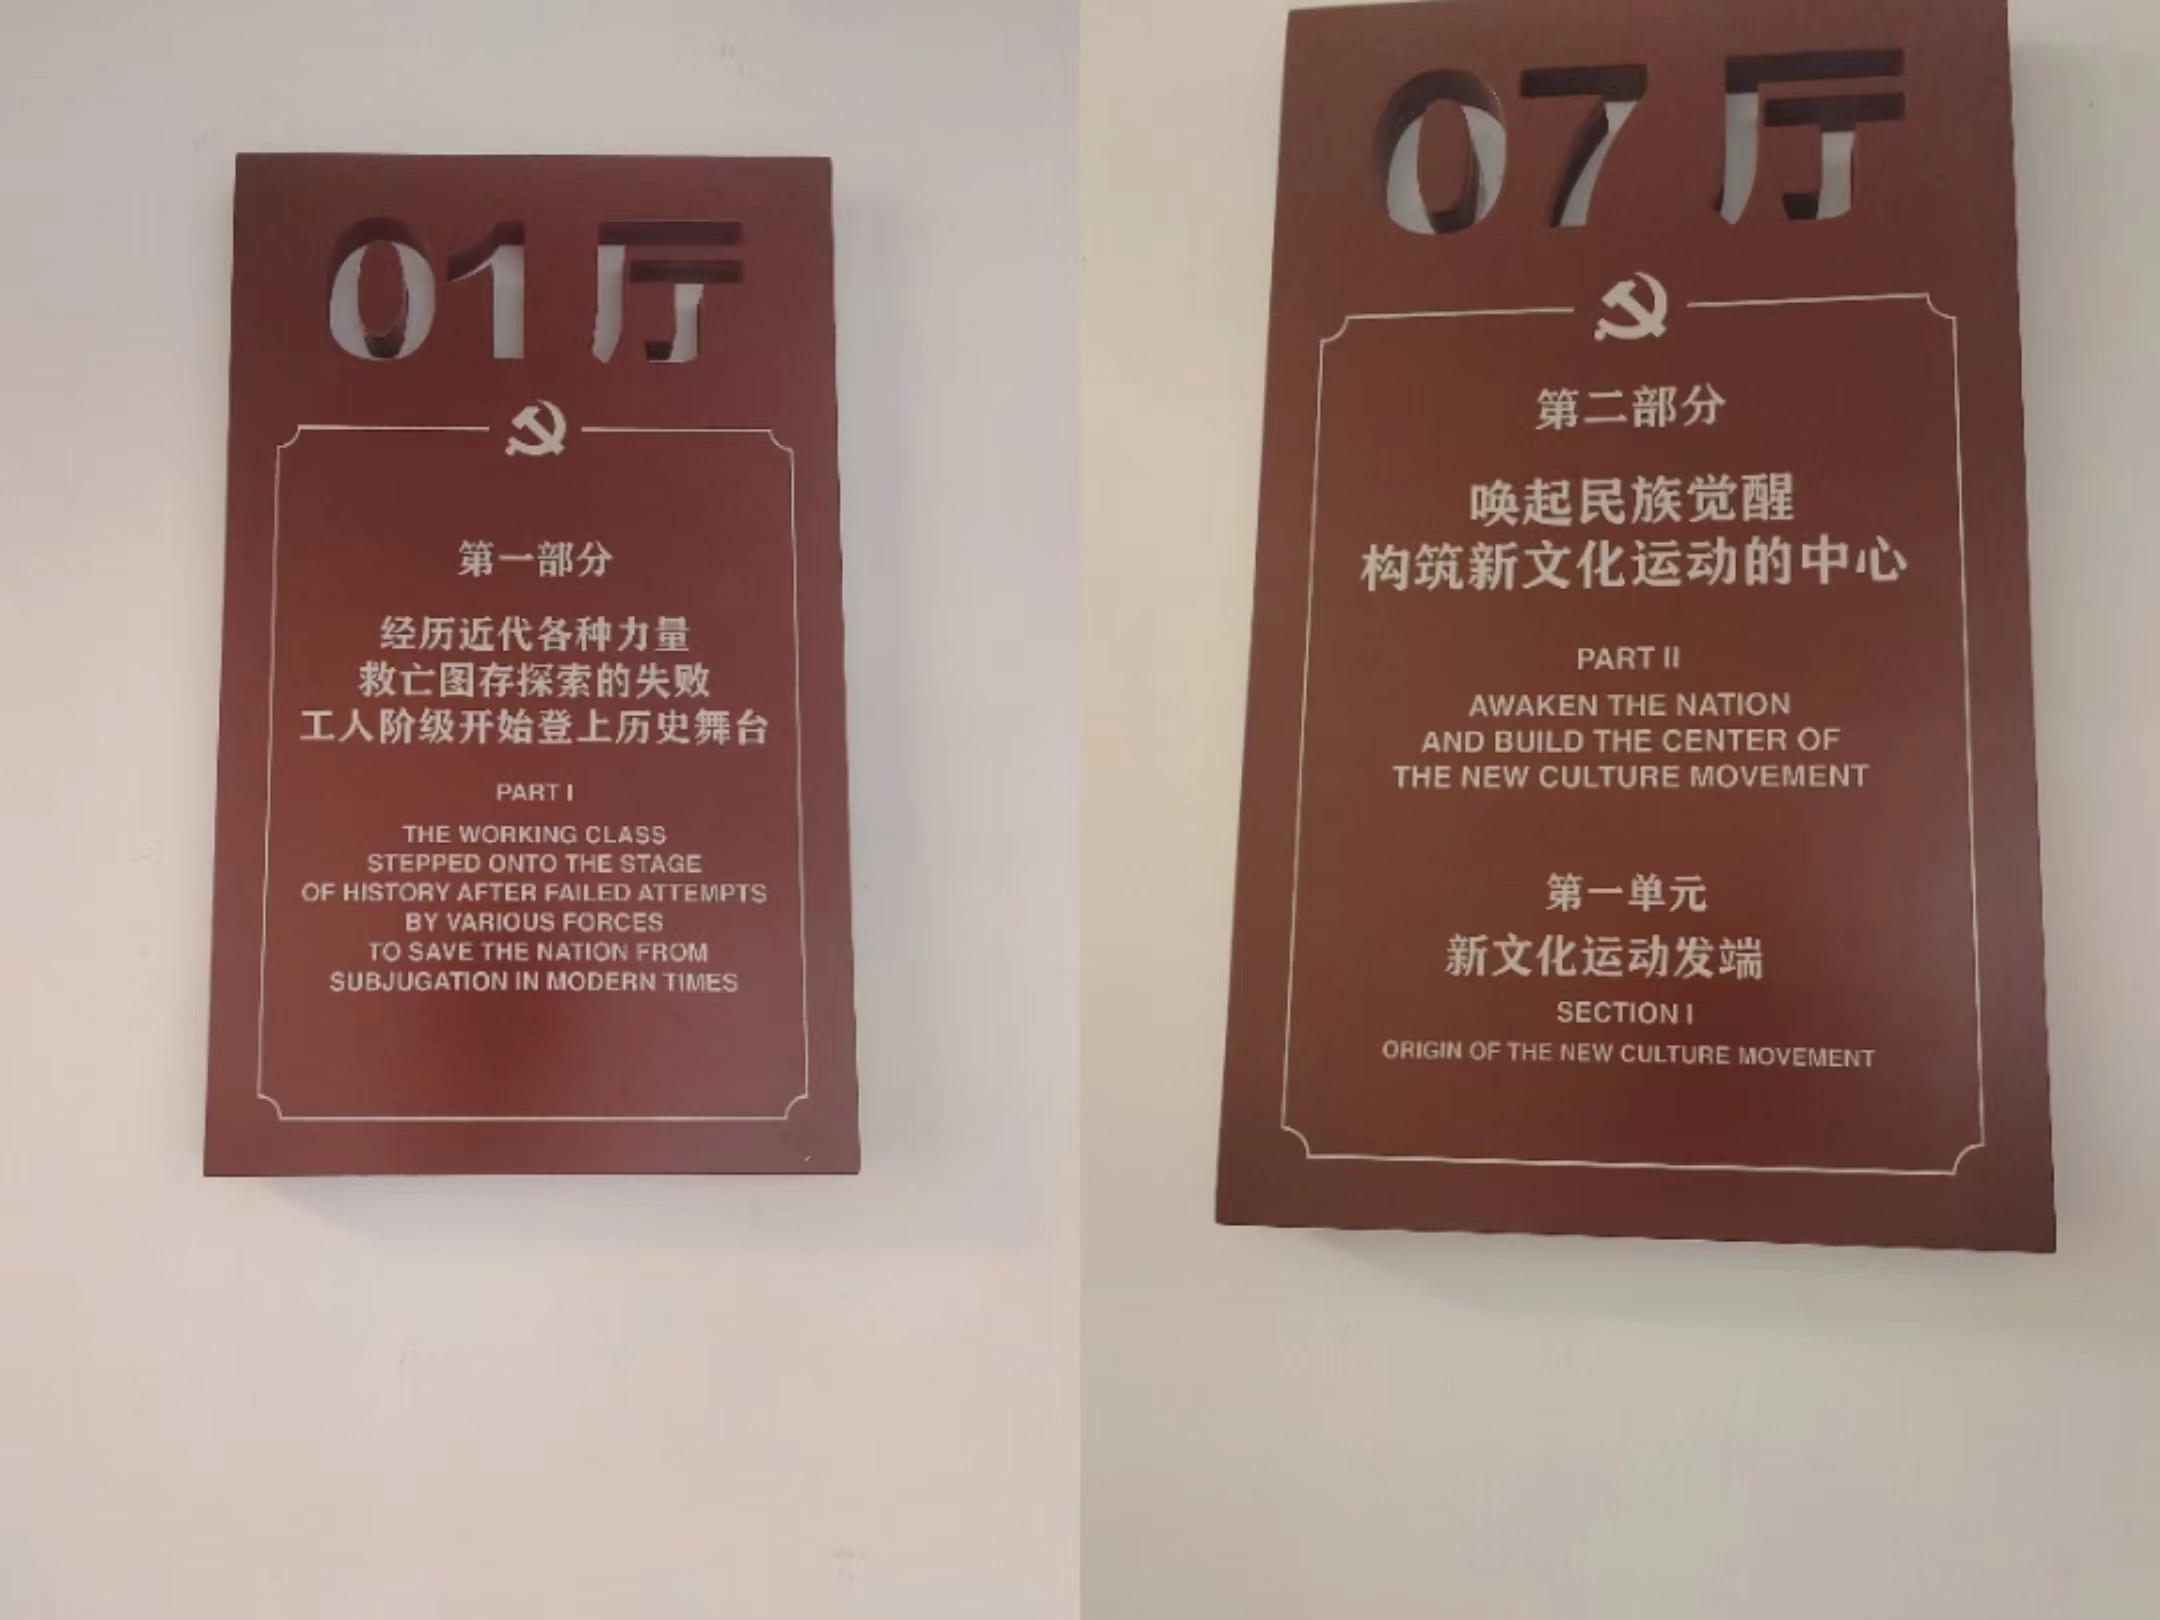 01厅
第一部分
经历近代各种力量
救亡图存探索的失败
工人阶级开始登上历史舞台
PART I
THE WORKING CLASS
STEPPED ONTO THE STAGE
OF HISTORY AFTER FAILED ATTEMPTS
BY VARIOUS FORCES
TO SAVE THE NATION FROM
SUBJUGATION IN MODERN TIMES
07厅
第二部分
唤起民族觉醒
构筑新文化运动的中心
PART II
AWAKEN THE NATION
AND BUILD THE CENTER OF
THE NEW CULTURE MOVEMENT
第一单元
新文化运动发端
SECTION I
ORIGIN OF THE NEW CULTURE MOVEMENT